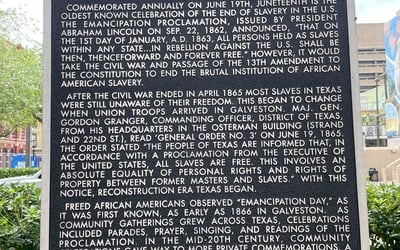 COMMEMORATED ANNUALLY ON JUNE 19TH, JUNETEENTH IS THE
OLDEST KNOWN CELEBRATION OF THE END OF SLAVERY IN THE U.S.
THE EMANCIPATION PROCLAMATION, ISSUED BY PRESIDENT
ABRAHAM LINCOLN ON SEP. 22, 1862, ANNOUNCED, "THAT ON
THE 1ST DAY OF JANUARY, A.D. 1863, ALL PERSONS HELD AS SLAVES
WITHIN ANY STATE...IN REBELLION AGAINST THE U.S. SHALL BE
THEN, THENCEFORWARD AND FOREVER FREE." HOWEVER, IT WOULD
TAKE THE CIVIL WAR AND PASSAGE OF THE 13TH AMENDMENT TO
THE CONSTITUTION TO END THE BRUTAL INSTITUTION OF AFRICAN
AMERICAN SLAVERY.
AFTER THE CIVIL WAR ENDED IN APRIL 1865 MOST SLAVES IN TEXAS
WERE STILL UNAWARE OF THEIR FREEDOM. THIS BEGAN TO CHANGE
WHEN UNION TROOPS ARRIVED IN GALVESTON. MAJ. GEN.
GORDON GRANGER, COMMANDING OFFICER, DISTRICT OF TEXAS,
FROM HIS HEADQUARTERS IN THE OSTERMAN BUILDING (STRAND
AND 22ND ST.), READ 'GENERAL ORDER NO. 3' ON JUNE 19, 1865.
THE ORDER STATED "THE PEOPLE OF TEXAS ARE INFORMED THAT, IN
ACCORDANCE WITH A PROCLAMATION FROM THE EXECUTIVE OF
THE UNITED STATES, ALL SLAVES ARE FREE. THIS INVOLVES AN
ABSOLUTE EQUALITY OF PERSONAL RIGHTS AND RIGHTS OF
PROPERTY BETWEEN FORMER MASTERS AND SLAVES." WITH THIS
NOTICE, RECONSTRUCTION ERA TEXAS BEGAN.
FREED AFRICAN AMERICANS OBSERVED "EMANCIPATION DAY," AS
IT WAS FIRST KNOWN, AS EARLY AS 1866 IN GALVESTON. AS
COMMUNITY GATHERINGS GREW ACROSS TEXAS, CELEBRATIONS
INCLUDED PARADES, PRAYER, SINGING, AND READINGS OF THE
PROCLAMATION. IN THE MID-20TH CENTURY, COMMUNITY
GAVE WAY TO MORE PRIVATE COMMEMORATIONS.